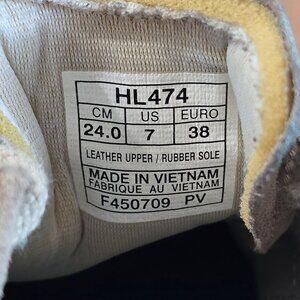 HL474
CM US EURO
24.0 7 38
LEATHER UPPER / RUBBER SOLE
MADE IN VIETNAM
FABRIQUE AU VIETNAM
F450709 PV